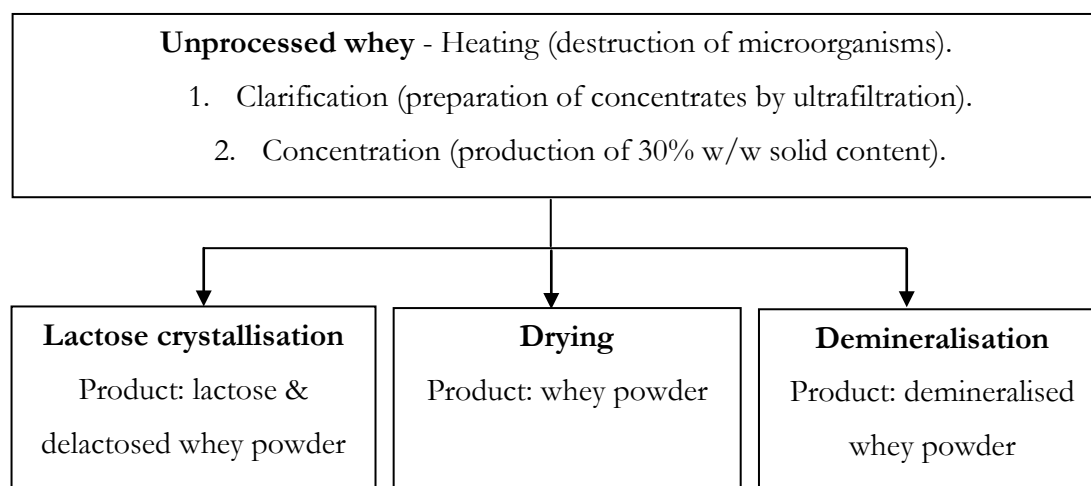 Unprocessed whey - Heating (destruction of microorganisms).
1. Clarification (preparation of concentrates by ultrafiltration).
2. Concentration (production of 30% w/w solid content).
Lactose crystallisation
Product: lactose &
delactosed whey powder
Drying
Product: whey powder
Demineralisation
Product: demineralised
whey powder